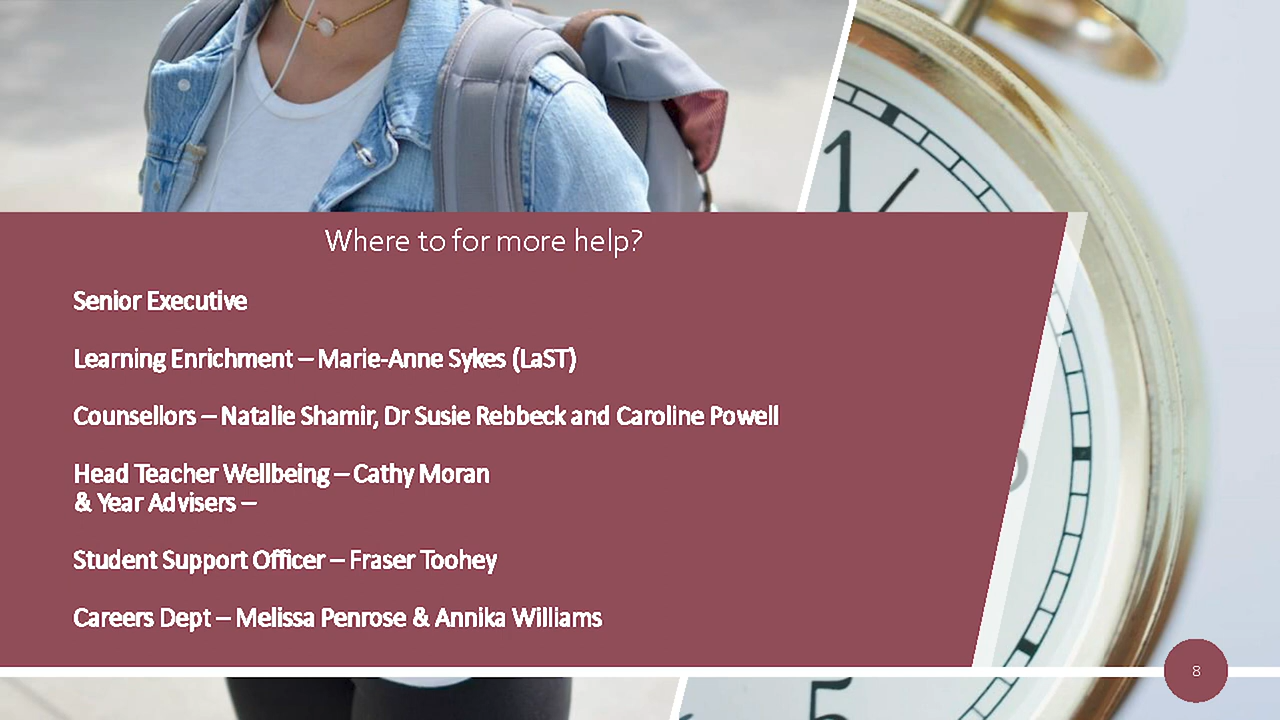 Where to for more help?
Senior Executive
Learning Enrichment – Marie-Anne Sykes (LaST)
Counsellors – Natalie Shamir, Dr Susie Rebbeck and Caroline Powell
Head Teacher Wellbeing – Cathy Moran
& Year Advisers –
Student Support Officer – Fraser Toohey
Careers Dept – Melissa Penrose & Annika Williams
8
1
5